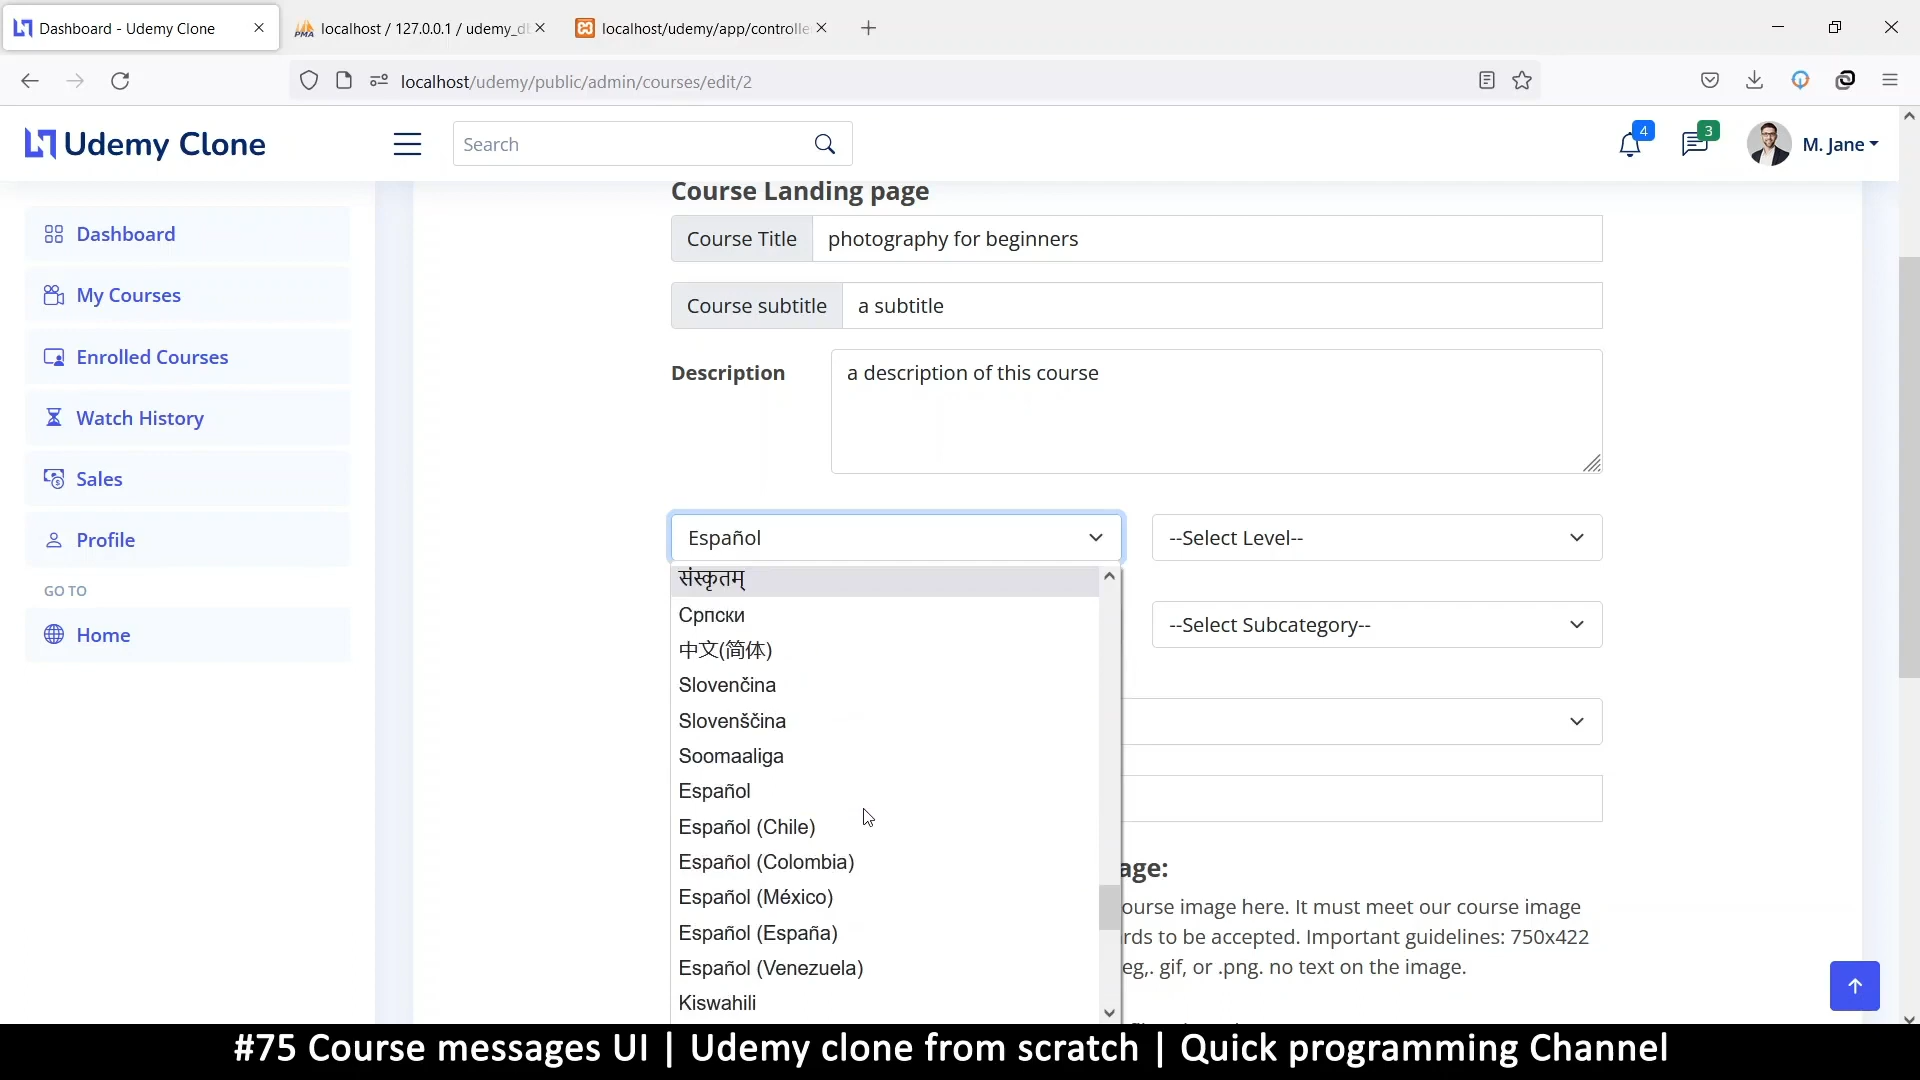 Dashboard - Udemy Clone
localhost / 127.0.0.1 / udemy_d
localhost/udemy/app/controlle
localhost/udemy/public/admin/courses/edit/2
Udemy Clone
Search
4
3
M. Jane
Dashboard
My Courses
Enrolled Courses
Watch History
Sales
Profile
GO TO
Home
Course Landing page
Course Title photography for beginners
Course subtitle a subtitle
Description a description of this course
Español
--Select Level--
--Select Subcategory--
संस्कृतम्
Српски
中文(简体)
Slovenčina
Slovenščina
Soomaaliga
Español
Español (Chile)
Español (Colombia)
Español (México)
Español (España)
Español (Venezuela)
Kiswahili
age:
ourse image here. It must meet our course image
rds to be accepted. Important guidelines: 750x422
eg,. gif, or .png. no text on the image.
#75 Course messages UI | Udemy clone from scratch | Quick programming Channel